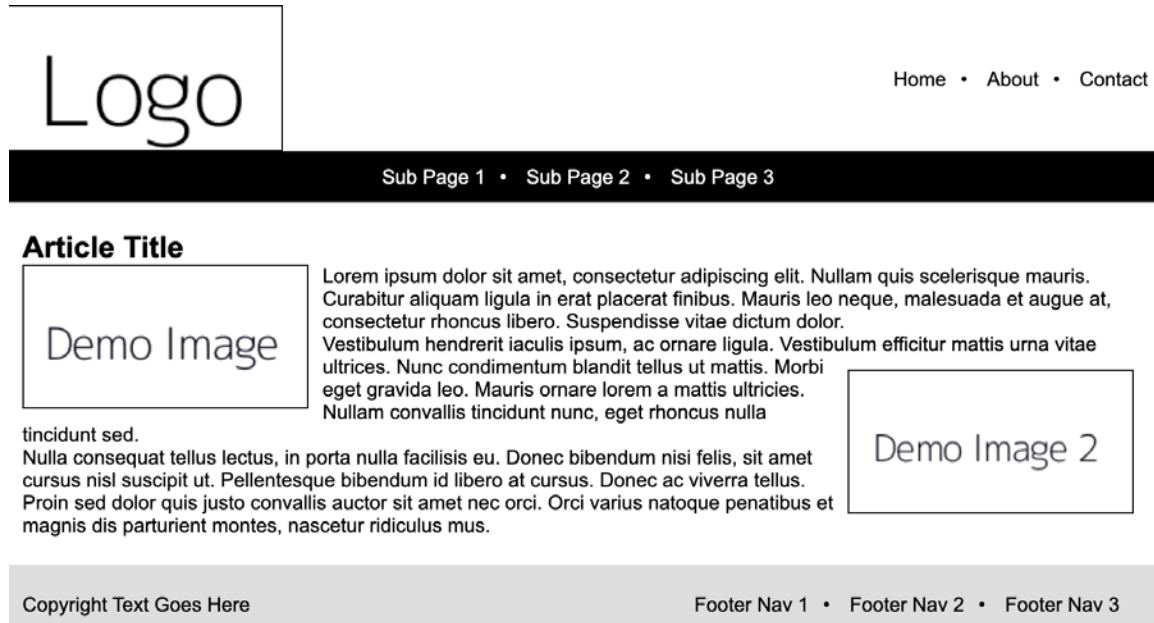 Logo
Home • About • Contact
Sub Page 1 • Sub Page 2 • Sub Page 3
Article Title
Demo Image
Lorem ipsum dolor sit amet, consectetur adipiscing elit. Nullam quis scelerisque mauris.
Curabitur aliquam ligula in erat placerat finibus. Mauris leo neque, malesuada et augue at,
consectetur rhoncus libero. Suspendisse vitae dictum dolor.
Vestibulum hendrerit iaculis ipsum, ac ornare ligula. Vestibulum efficitur mattis urna vitae
ultrices. Nunc condimentum blandit tellus ut mattis. Morbi
eget gravida leo. Mauris ornare lorem a mattis ultricies.
Nullam convallis tincidunt nunc, eget rhoncus nulla
tincidunt sed.
Demo Image 2
Nulla consequat tellus lectus, in porta nulla facilisis eu. Donec bibendum nisi felis, sit amet
cursus nisl suscipit ut. Pellentesque bibendum id libero at cursus. Donec ac viverra tellus.
Proin sed dolor quis justo convallis auctor sit amet nec orci. Orci varius natoque penatibus et
magnis dis parturient montes, nascetur ridiculus mus.
Copyright Text Goes Here
Footer Nav 1 • Footer Nav 2 • Footer Nav 3